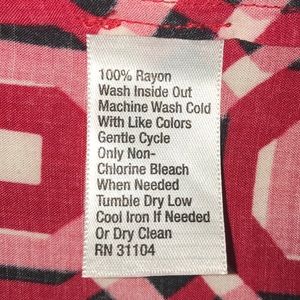 100% Rayon
Wash Inside Out
Machine Wash Cold
With Like Colors
Gentle Cycle
Only Non-
Chlorine Bleach
When Needed
Tumble Dry Low
Cool Iron If Needed
Or Dry Clean
RN 31104